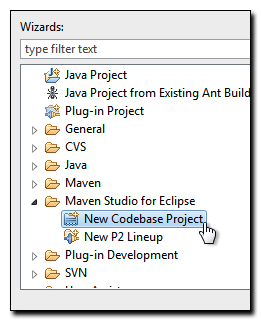 Wizards:
type filter text
Java Project
Java Project from Existing Ant Build
Plug-in Project
General
CVS
Java
Maven
Maven Studio for Eclipse
New Codebase Project
New P2 Lineup
Plug-in Development
SVN